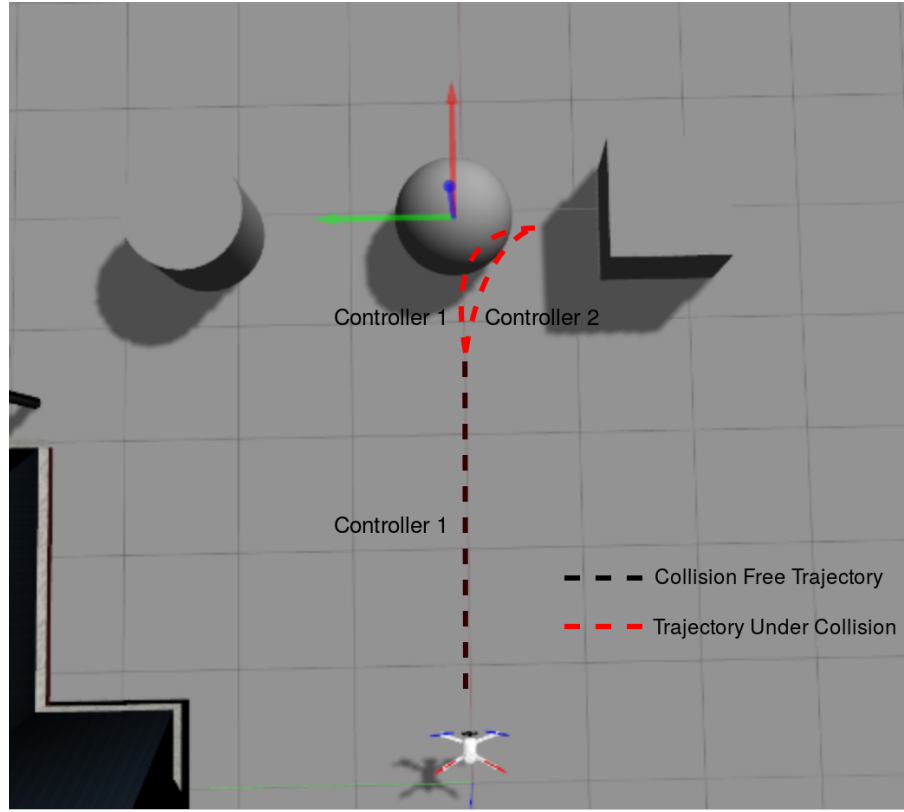 Controller 1
Controller 2
Controller 1
Collision Free Trajectory
Trajectory Under Collision